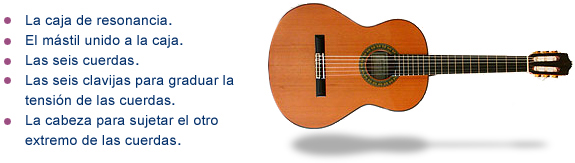 La caja de resonancia.
El mástil unido a la caja.
Las seis cuerdas.
Las seis clavijas para graduar la
tensión de las cuerdas.
La cabeza para sujetar el otro
extremo de las cuerdas.